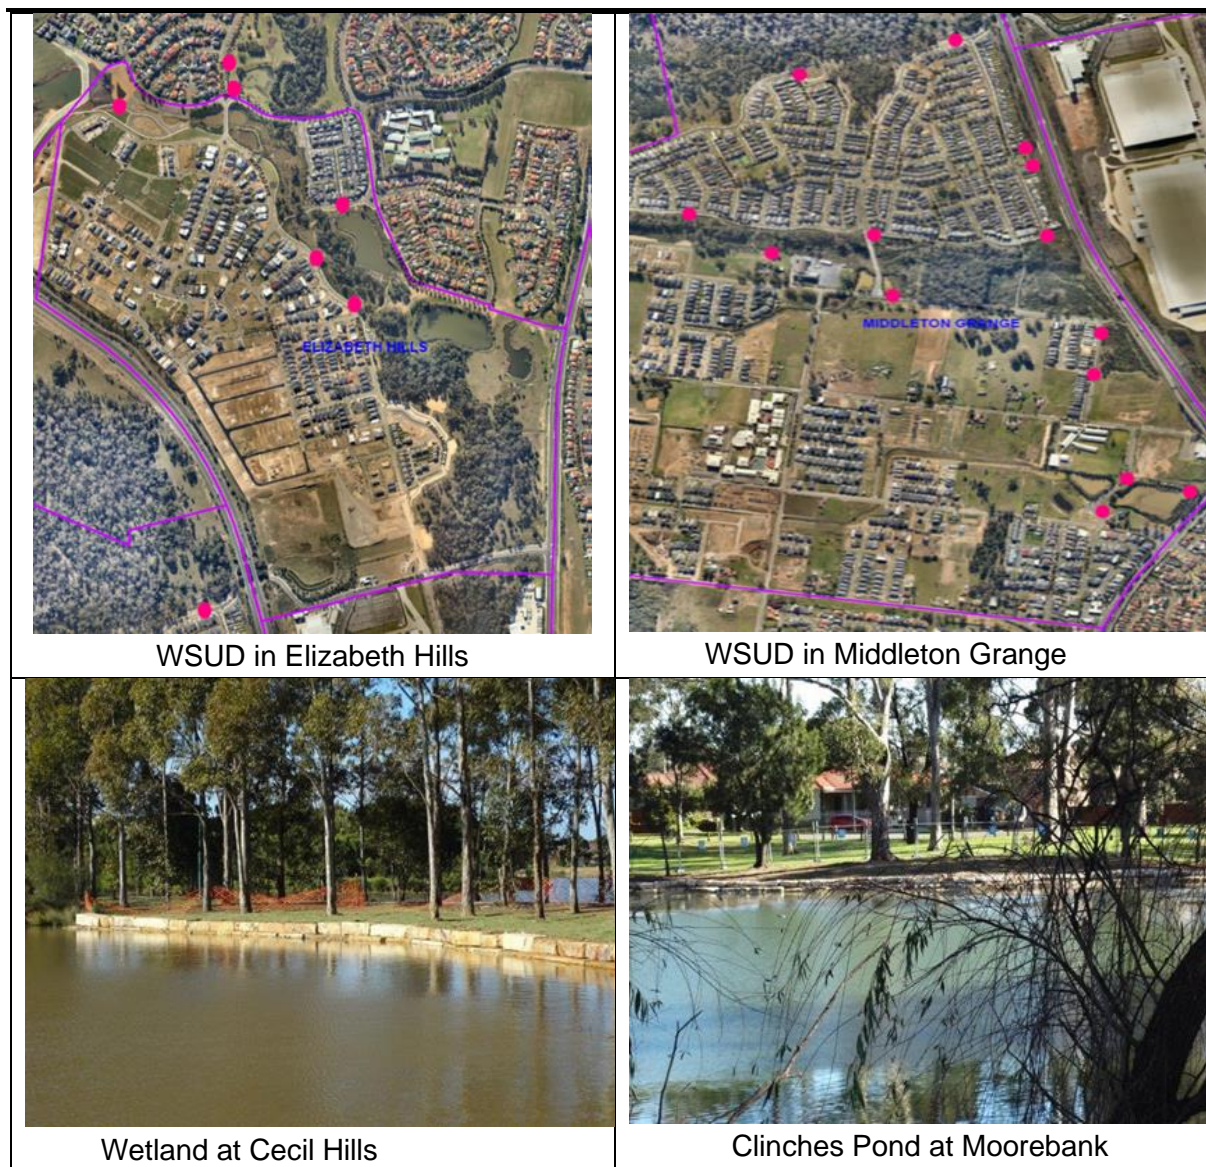 ELIZABETH HILLS
MIDDLETON GRANGE
WSUD in Elizabeth Hills
WSUD in Middleton Grange
Wetland at Cecil Hills
Clinches Pond at Moorebank